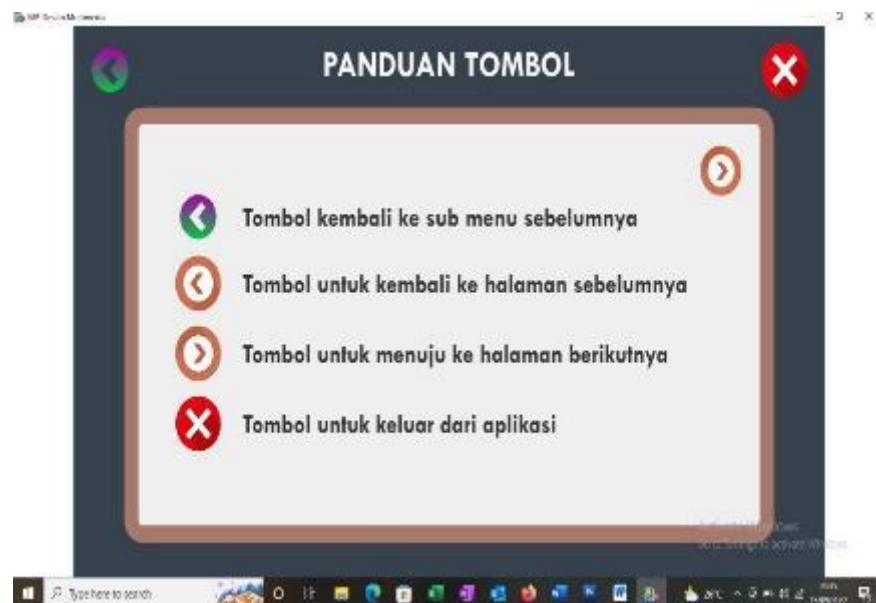 PANDUAN TOMBOL
Tombol kembali ke sub menu sebelumnya
Tombol untuk kembali ke halaman sebelumnya
Tombol untuk menuju ke halaman berikutnya
Tombol untuk keluar dari aplikasi
Type here to search